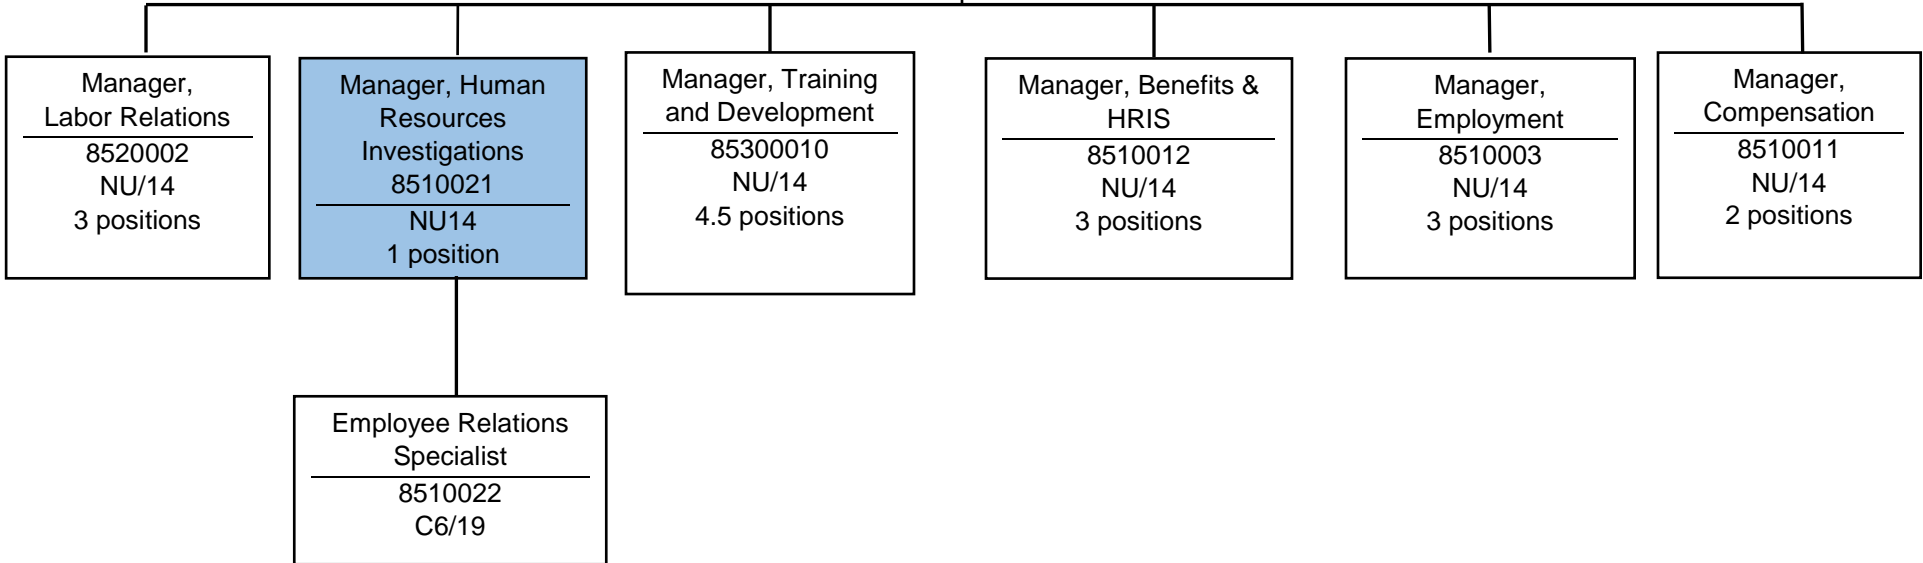 Manager,
Labor Relations
8520002
NU/14
3 positions
Manager, Human
Resources
Investigations
8510021
NU14
1 position
Manager, Training
and Development
85300010
NU/14
4.5 positions
Manager, Benefits &
HRIS
8510012
NU/14
3 positions
Manager,
Employment
8510003
NU/14
3 positions
Manager,
Compensation
8510011
NU/14
2 positions
Employee Relations
Specialist
8510022
C6/19